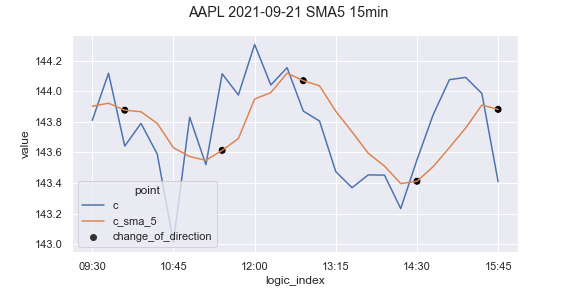 AAPL 2021-09-21 SMA5 15min
144.2
144.0
143.8
143.6
143.4
143.2
143.0
value
point
c
c_sma_5
change_of_direction
09:30 10:45 12:00 13:15 14:30 15:45
logic_index